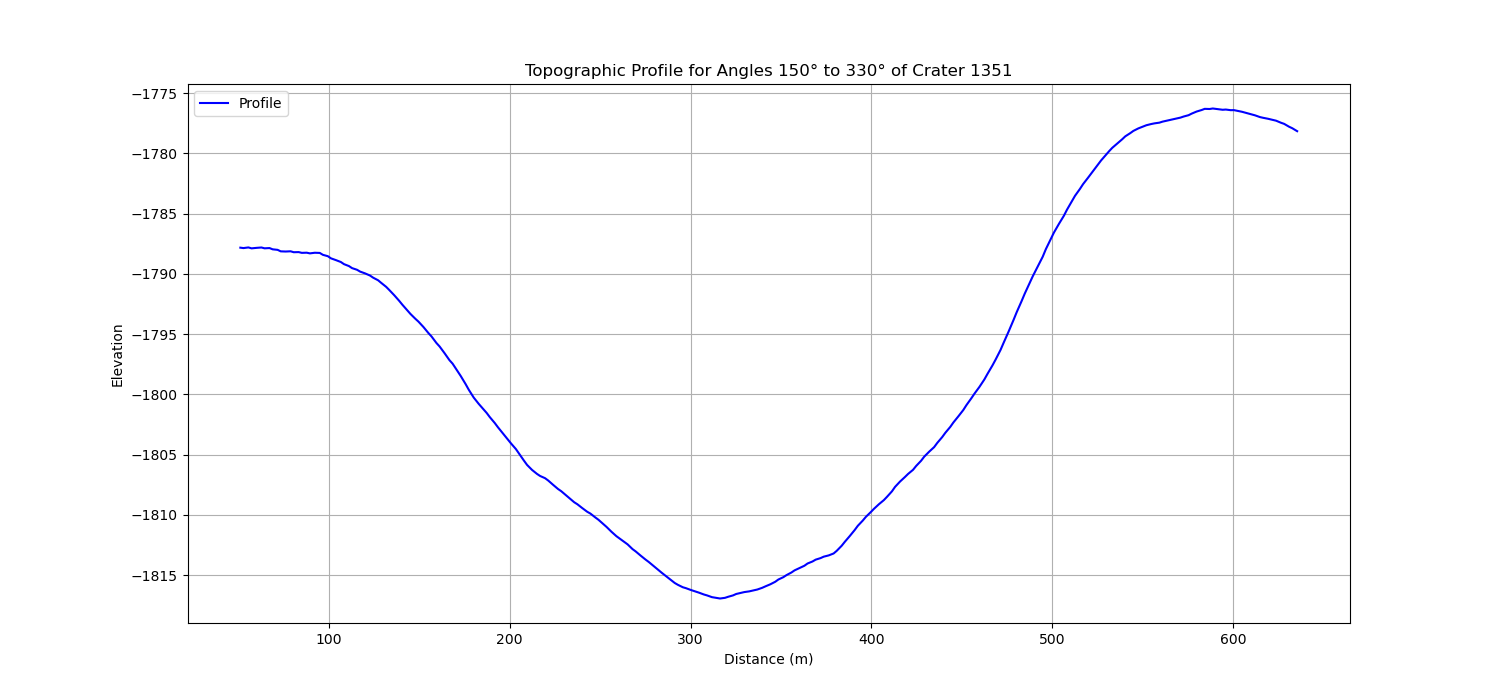 Topographic Profile for Angles 150° to 330° of Crater 1351
Profile
−1775
−1780
−1785
−1790
−1795
−1800
−1805
−1810
−1815
Elevation
100 200 300 400 500 600
Distance (m)